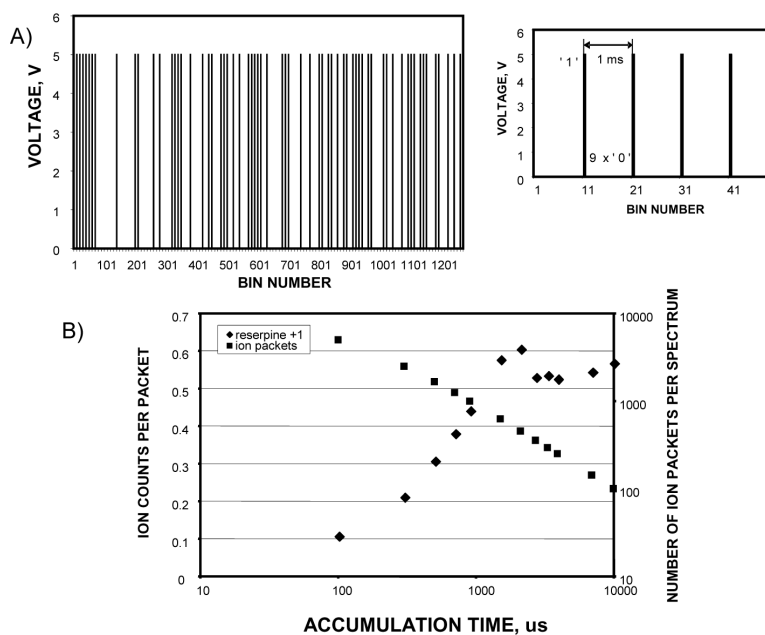 A)
VOLTAGE, V
6
5
4
3
2
1
0
1 101 201 301 401 501 601 701 801 901 1001 1101 1201
BIN NUMBER
VOLTAGE, V
6
5
4
3
2
1
0
'1'
1 ms
9 x '0'
1 11 21 31 41
BIN NUMBER
B)
ION COUNTS PER PACKET
0.7
0.6
0.5
0.4
0.3
0.2
0.1
0
reserpine +1
ion packets
10000
1000
100
10
NUMBER OF ION PACKETS PER SPECTRUM
10 100 1000 10000
ACCUMULATION TIME, us